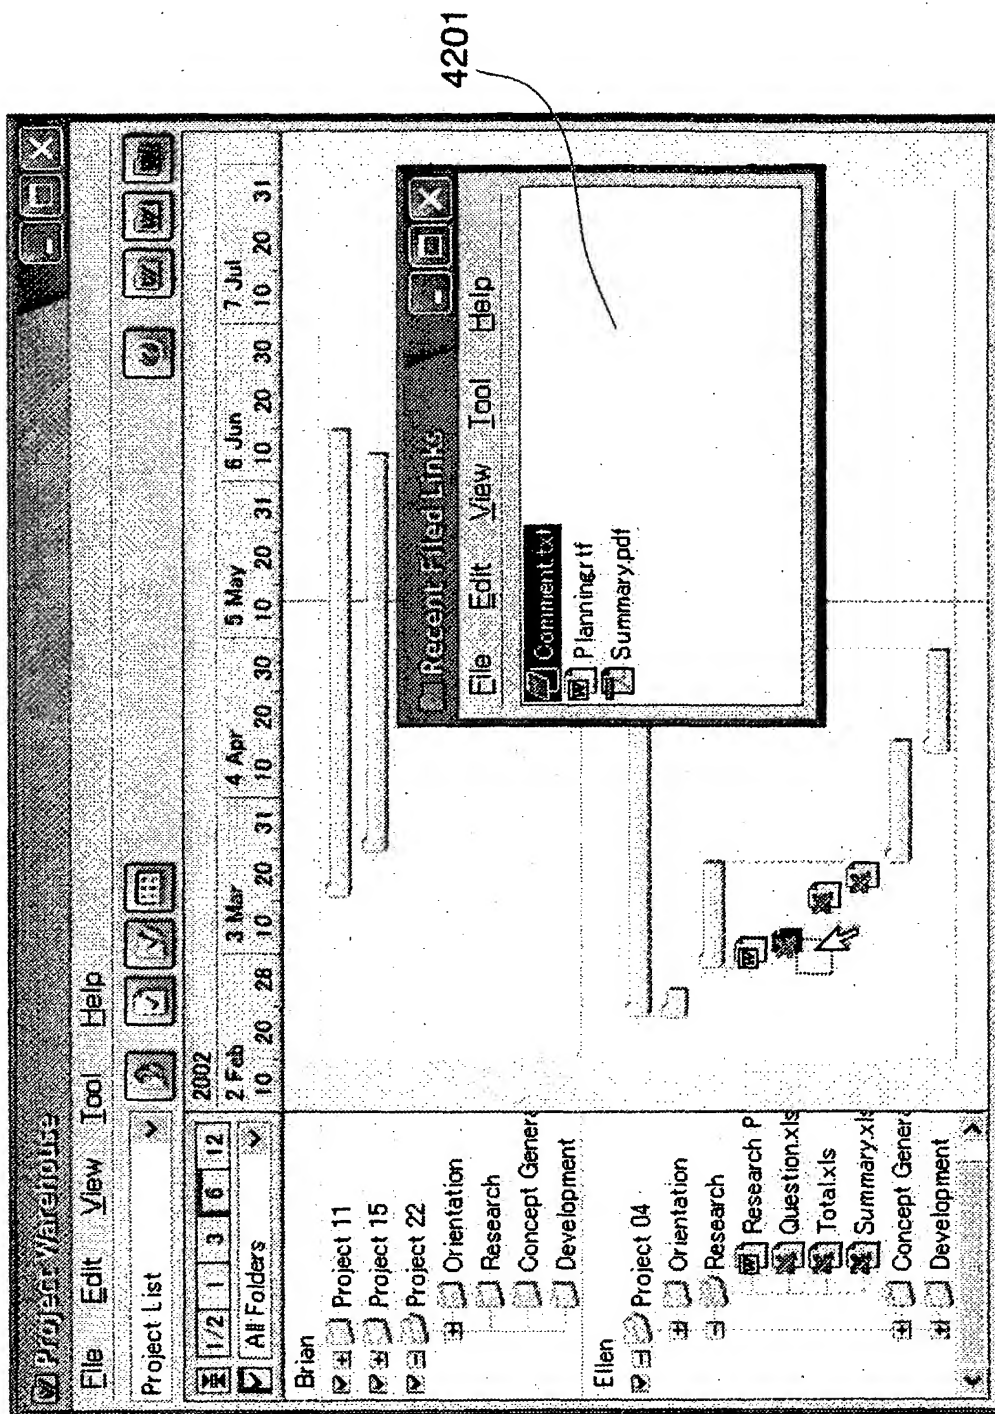 4201
Project Warehouse
File Edit View Tool Help
Project List
1/2 1 3 6 12
All Folders
2002
2 Feb 3 Mar 4 Apr 5 May 6 Jun 7 Jul
10 20 28 10 20 31 10 20 30 10 20 31 10 20 30 10 20 31
Brian
Project 11
Project 15
Project 22
Orientation
Research
Concept Genera
Development
Ellen
Project 04
Orientation
Research
Research P
Question.xls
Total.xls
Summary.xls
Concept Genera
Development
Recent Filed Links
File Edit View Tool Help
Comment.txt
Planning.rtf
Summary.pdf